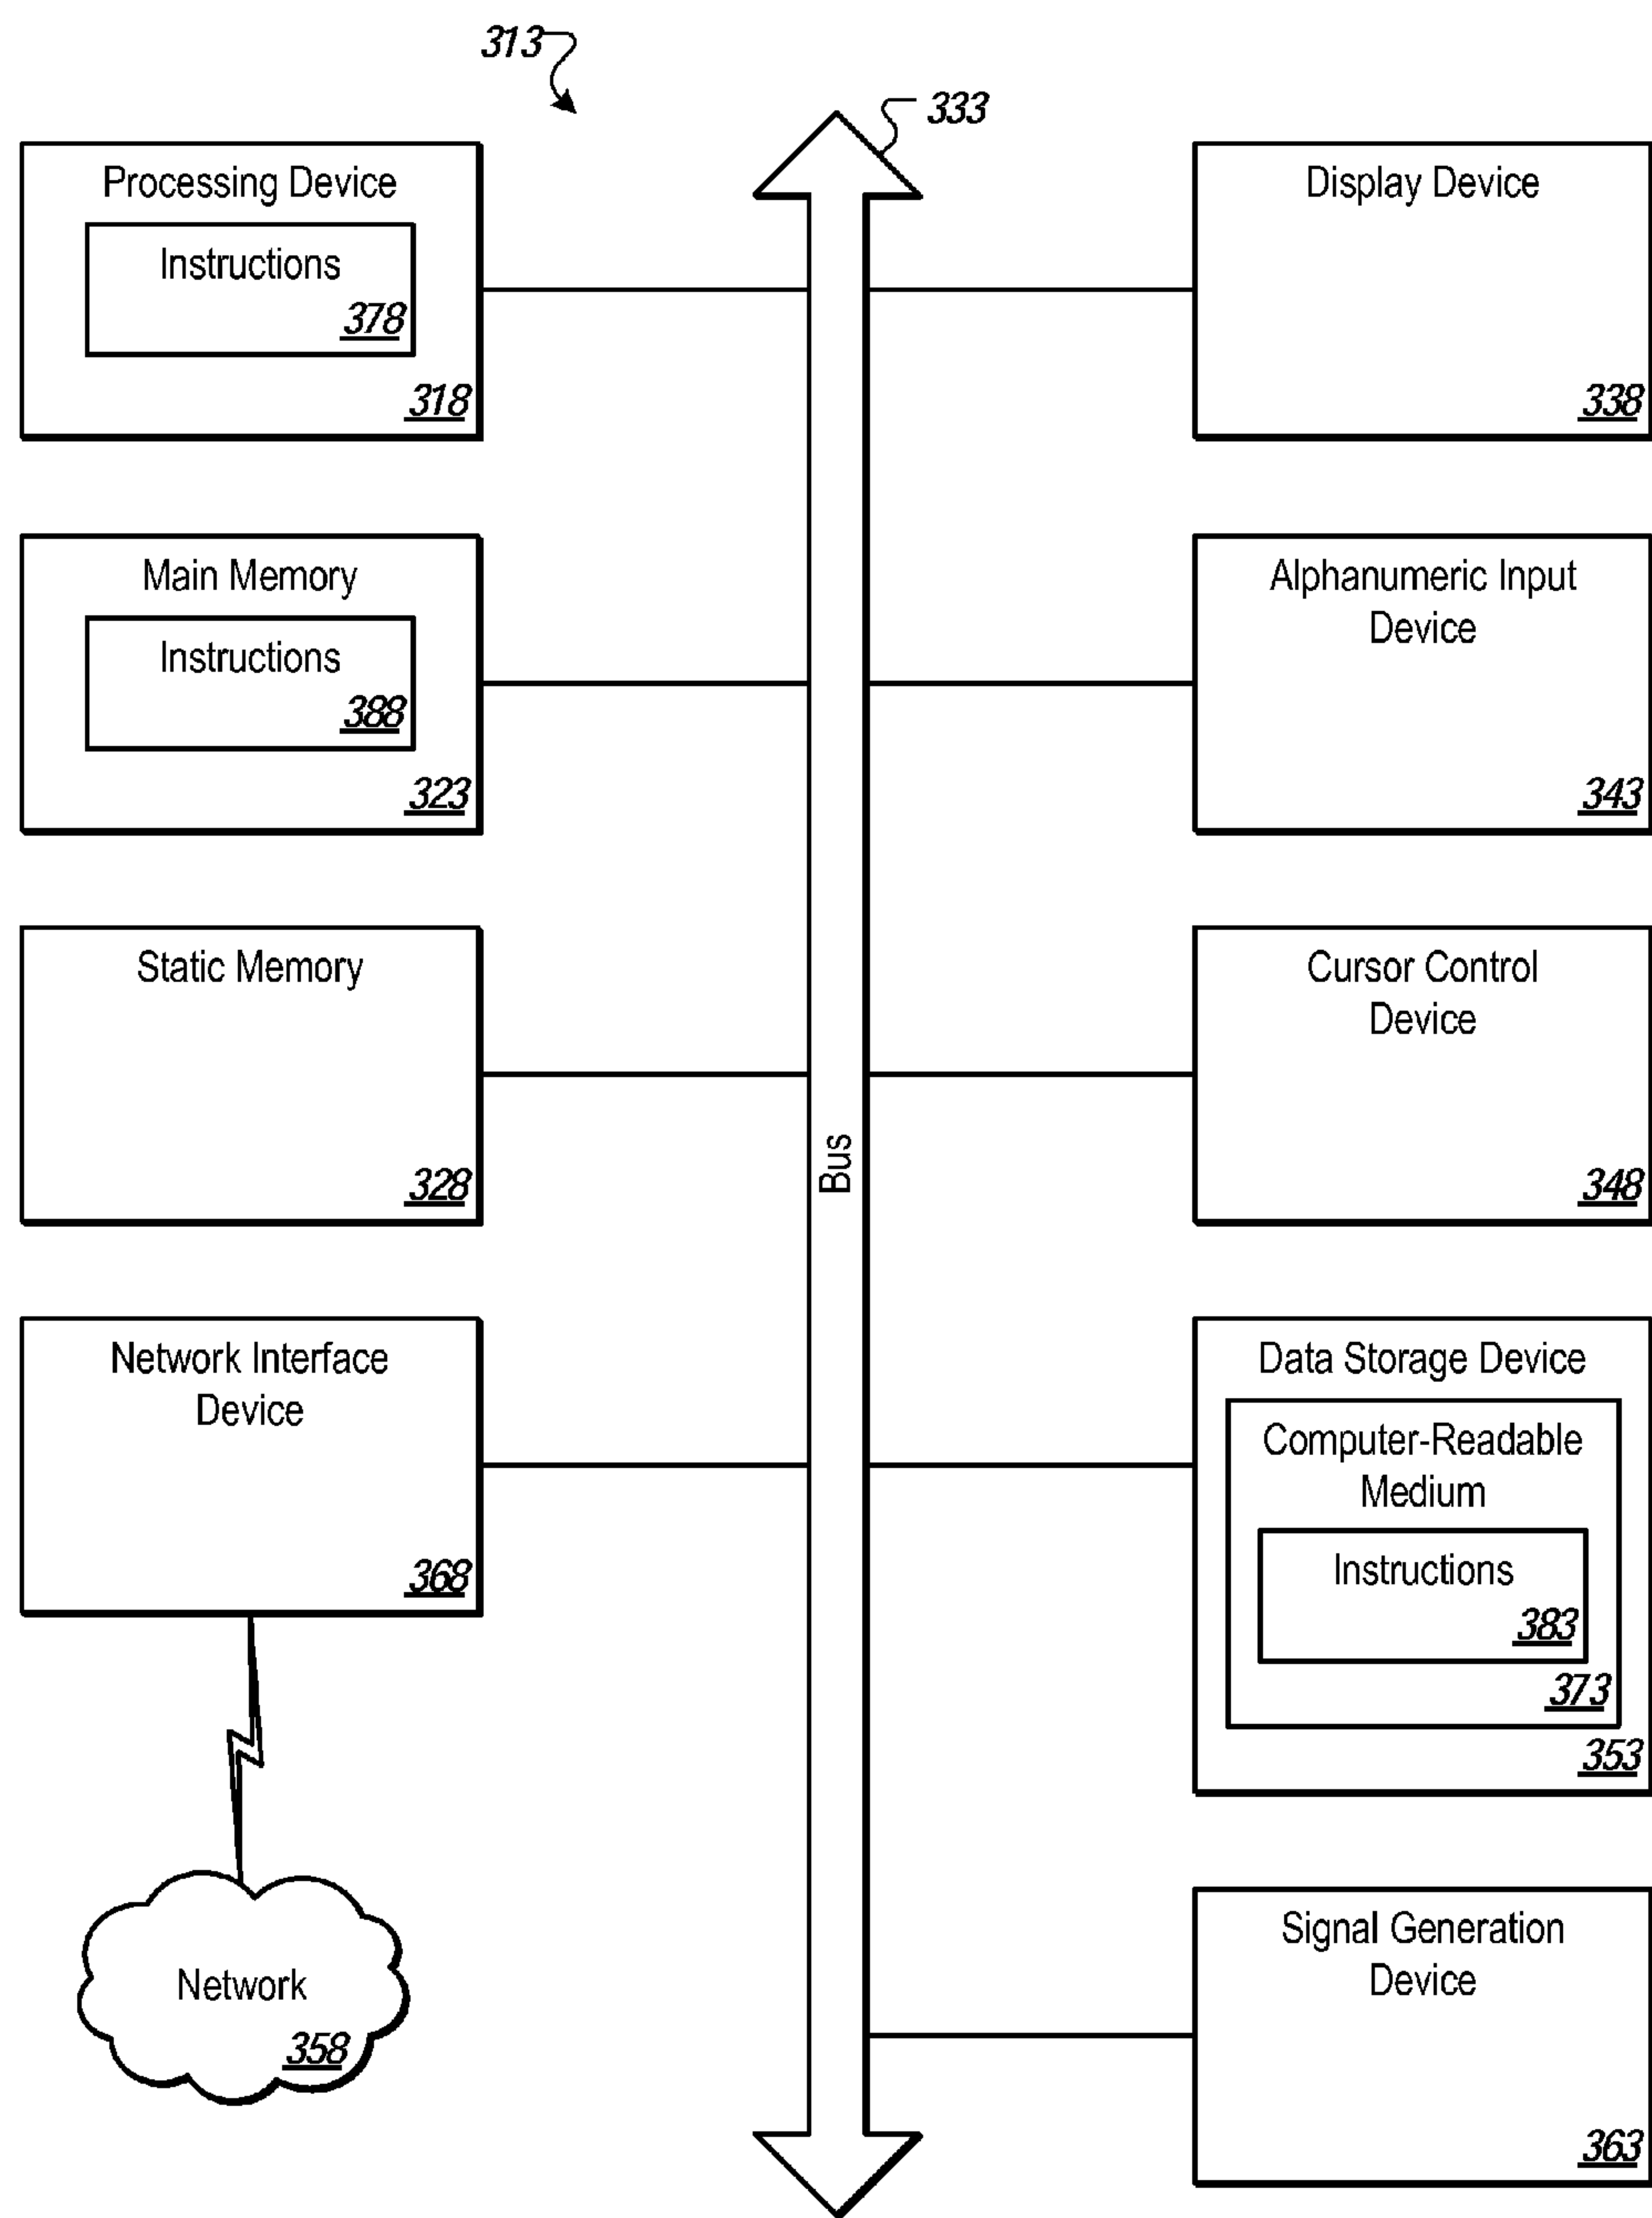 313
333
Processing Device
Instructions
378
318
Display Device
338
Main Memory
Instructions
388
323
Alphanumeric Input
Device
343
Static Memory
328
Cursor Control
Device
348
Bus
Network Interface
Device
368
Data Storage Device
Computer-Readable
Medium
Instructions
383
373
353
Network
358
Signal Generation
Device
363